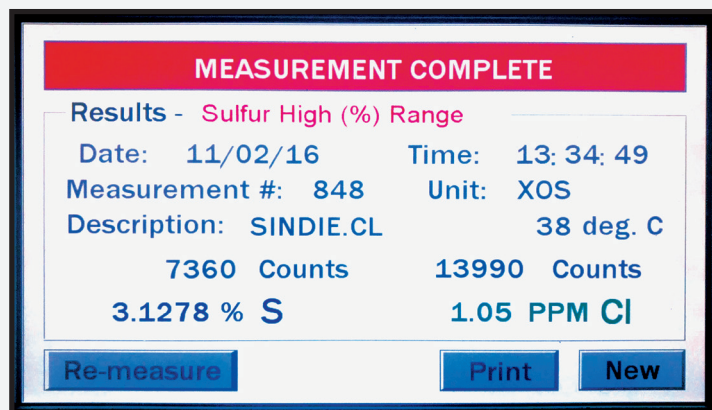 MEASUREMENT COMPLETE
Results - Sulfur High (%) Range
Date: 11/02/16 Time: 13: 34: 49
Measurement #: 848 Unit: XOS
Description: SINDIE.CL 38 deg. C
7360 Counts 13990 Counts
3.1278 % S 1.05 PPM Cl
Re-measure Print New